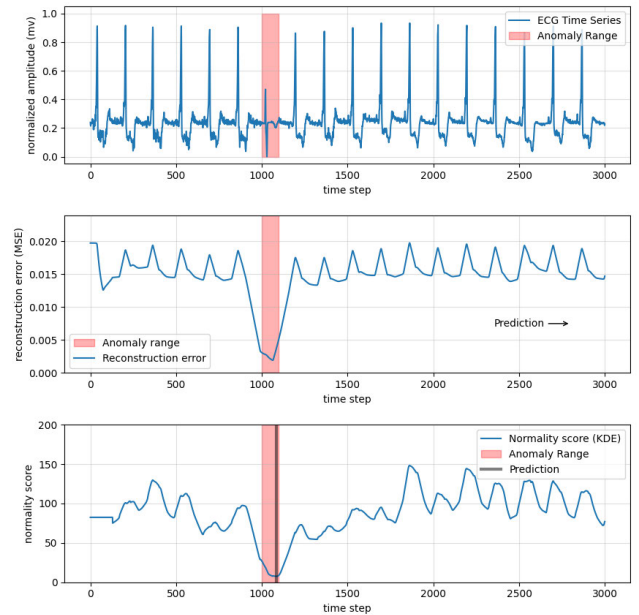 1.0
0.8
0.6
0.4
0.2
0.0
normalized amplitude (mv)
ECG Time Series
Anomaly Range
0 500 1000 1500 2000 2500 3000
time step
0.020
0.015
0.010
0.005
0.000
reconstruction error (MSE)
Prediction
Anomaly range
Reconstruction error
0 500 1000 1500 2000 2500 3000
time step
200
150
100
50
0
normality score
Normality score (KDE)
Anomaly Range
Prediction
0 500 1000 1500 2000 2500 3000
time step